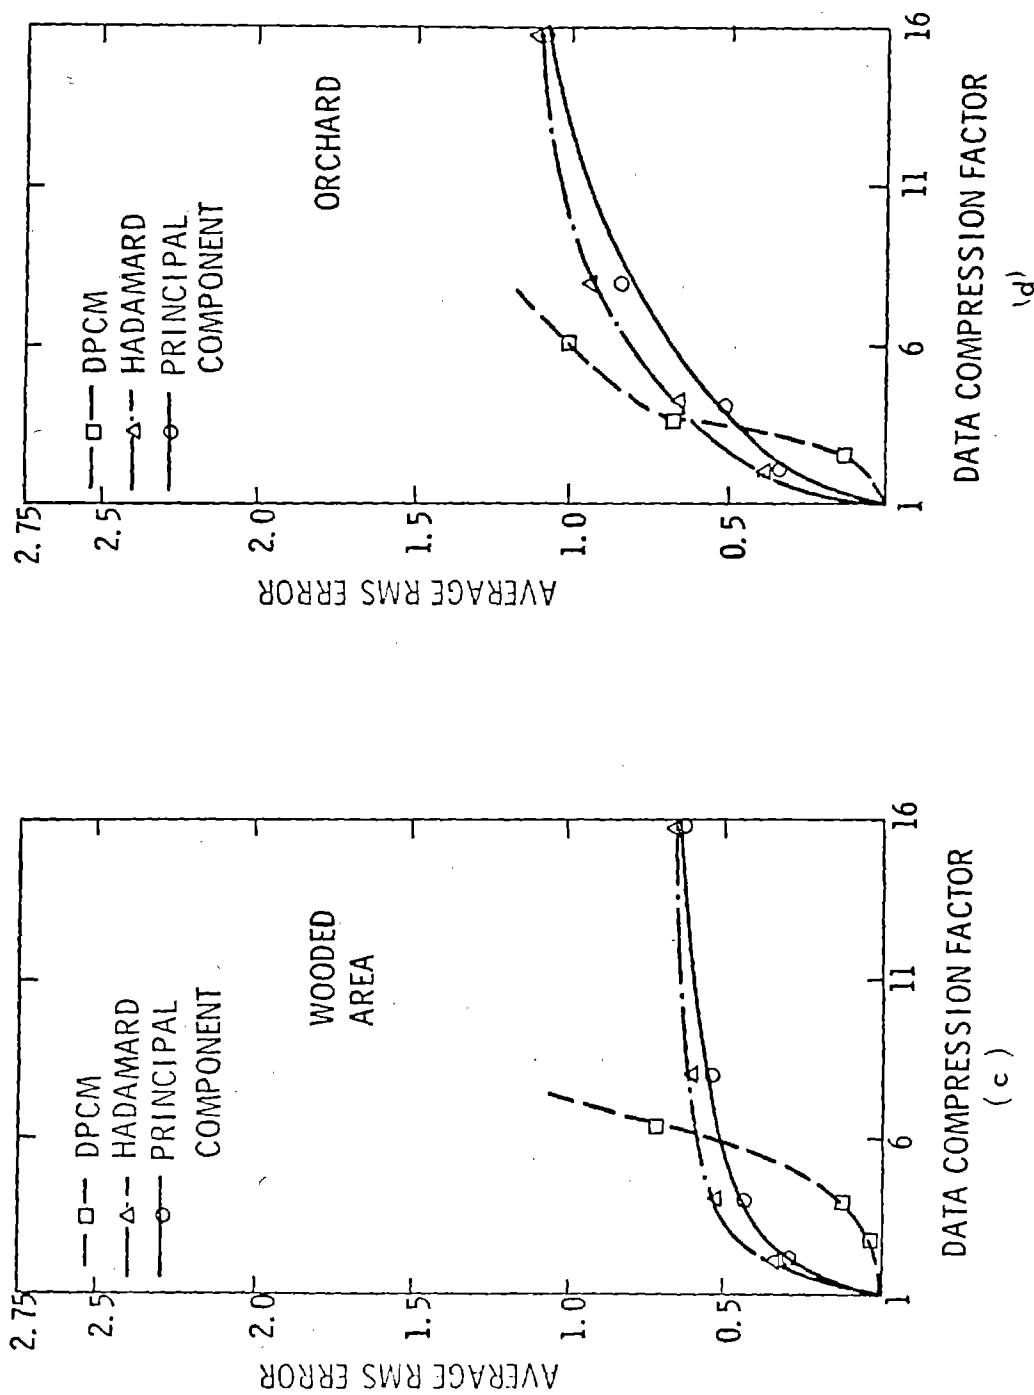 2.75
2.5
2.0
1.5
1.0
0.5
AVERAGE RMS ERROR
DPCM
HADAMARD
PRINCIPAL
COMPONENT
WOODED
AREA
1
6
11
16
DATA COMPRESSION FACTOR
(c)
2.75
2.5
2.0
1.5
1.0
0.5
AVERAGE RMS ERROR
DPCM
HADAMARD
PRINCIPAL
COMPONENT
ORCHARD
1
6
11
16
DATA COMPRESSION FACTOR
(d)